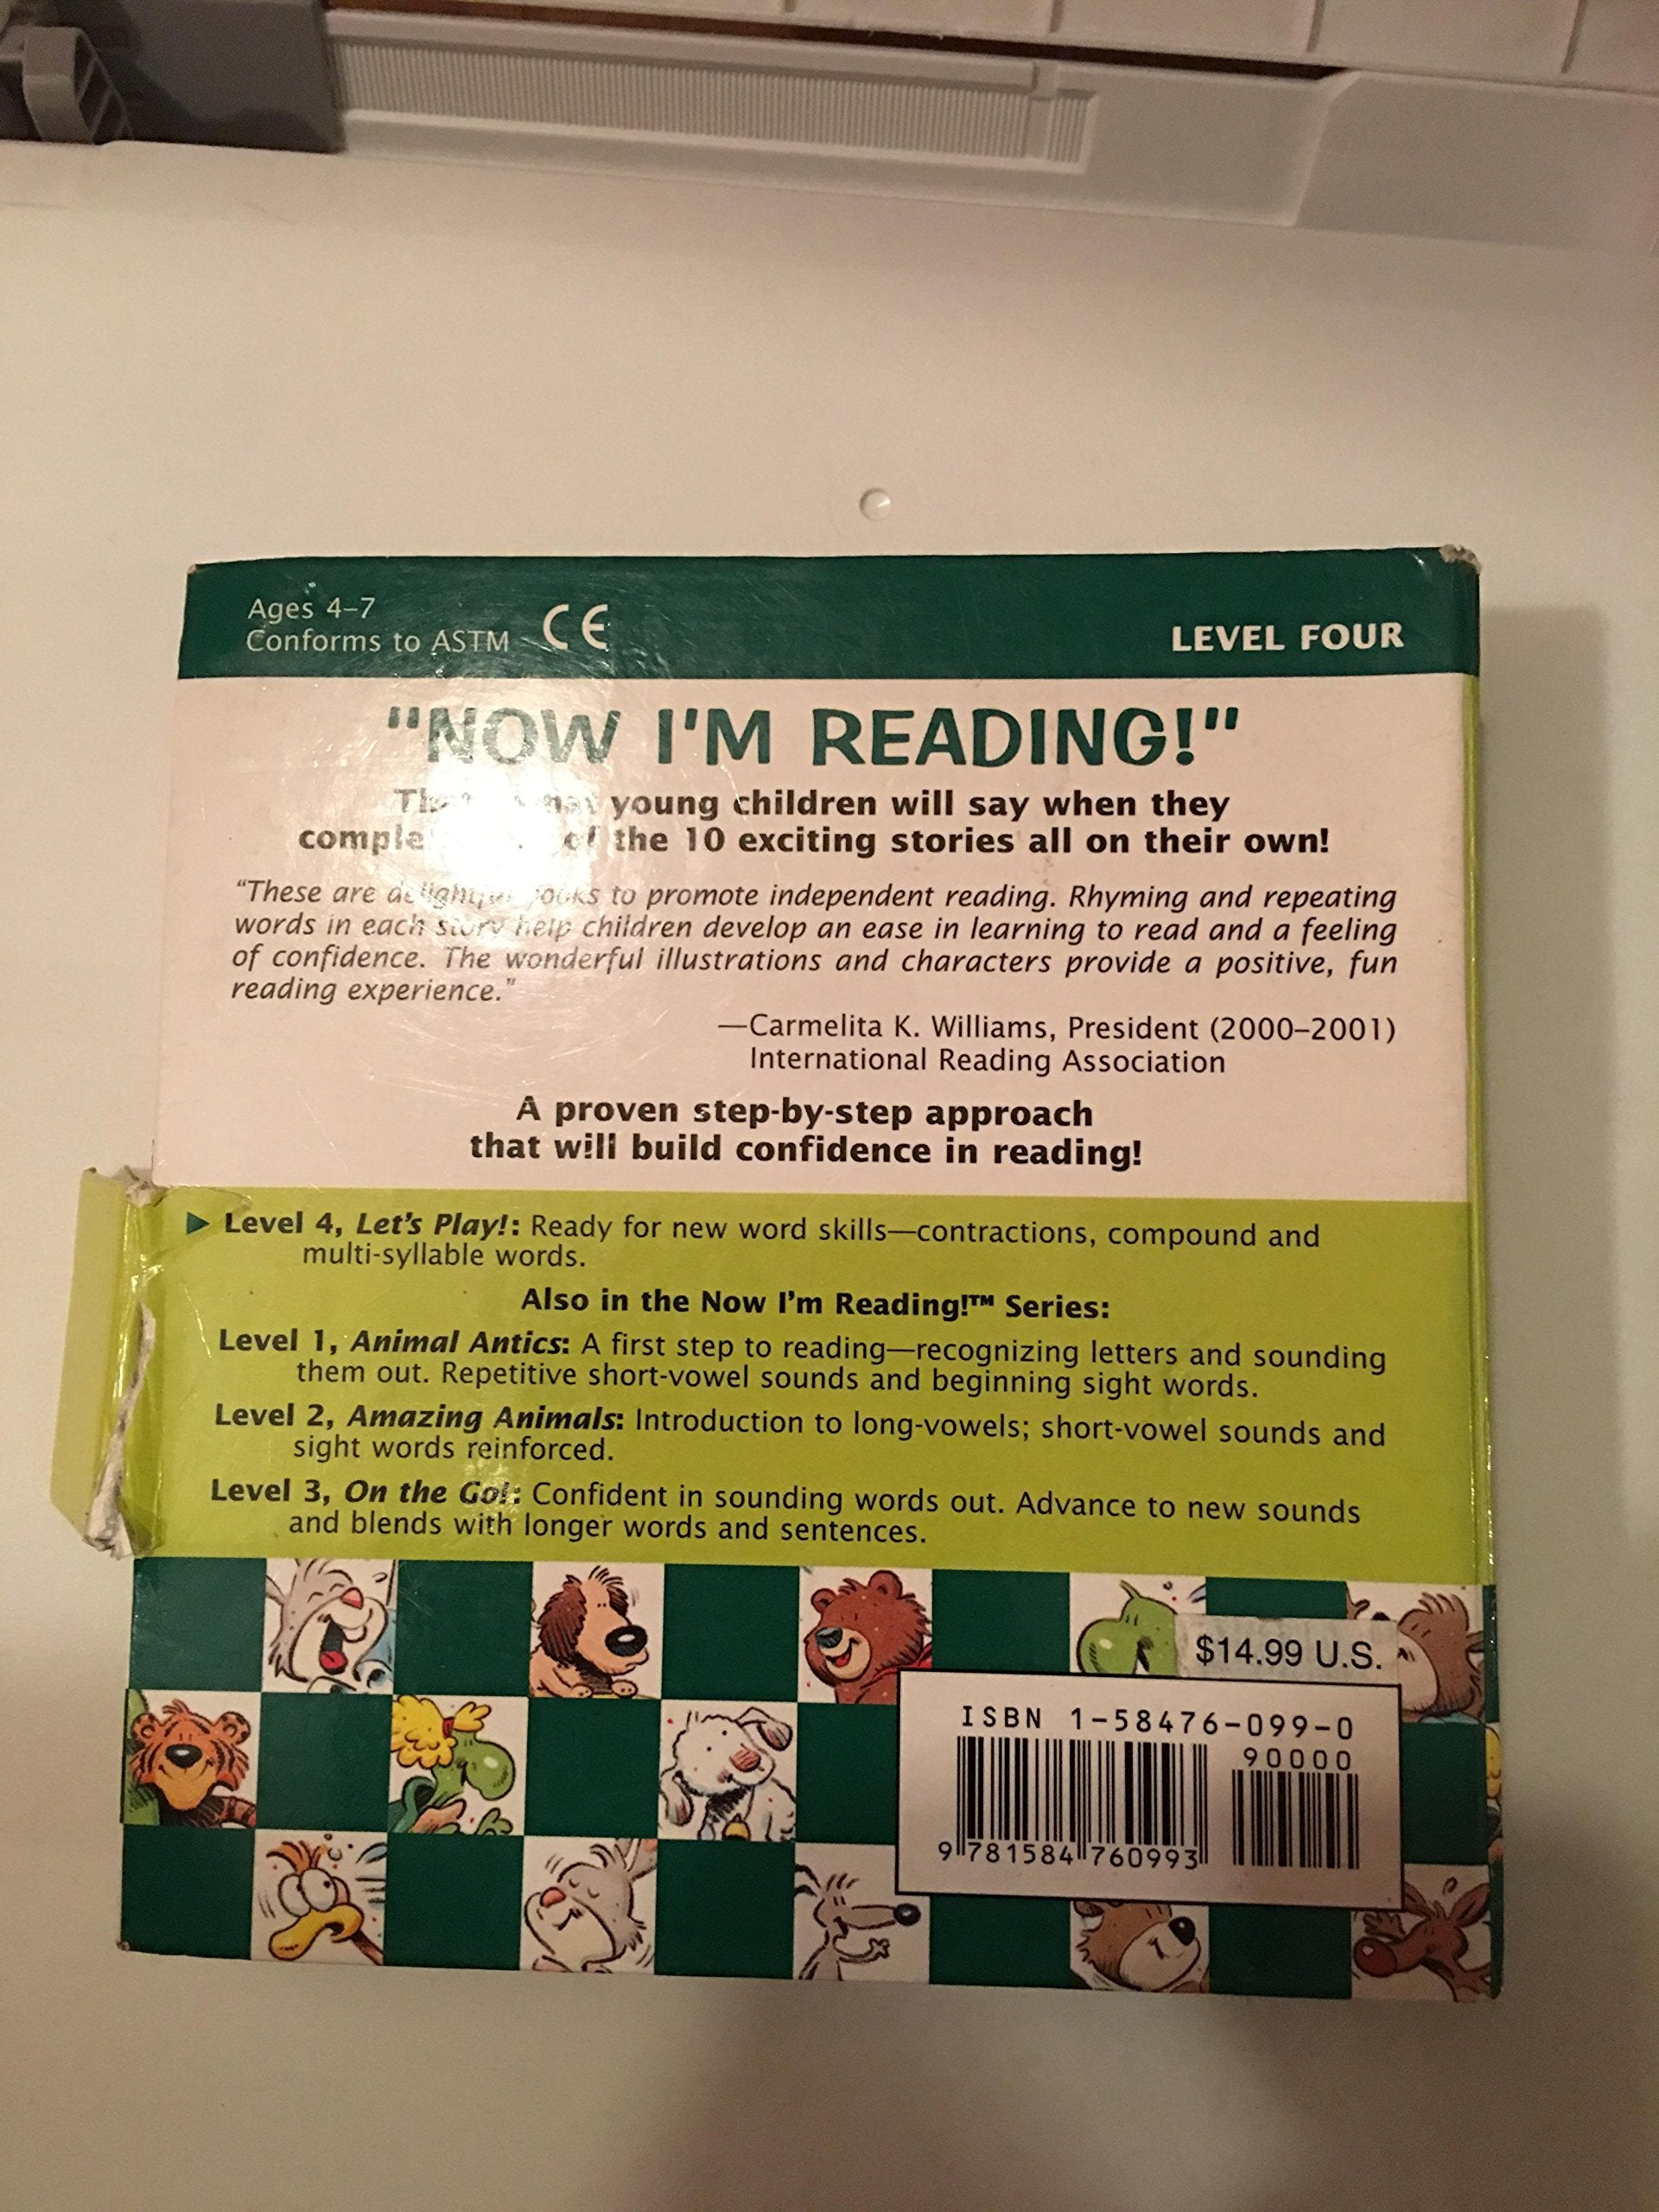 Ages 4–7
Conforms to ASTM CE
LEVEL FOUR
"NOW I'M READING!"
young children will say when they
of the 10 exciting stories all on their own!
"These are delightful books to promote independent reading. Rhyming and repeating
words in each story help children develop an ease in learning to read and a feeling
of confidence. The wonderful illustrations and characters provide a positive, fun
reading experience."
—Carmelita K. Williams, President (2000–2001)
International Reading Association
A proven step-by-step approach
that will build confidence in reading!
Level 4, Let's Play!: Ready for new word skills—contractions, compound and
multi-syllable words.
Also in the Now I'm Reading!™ Series:
Level 1, Animal Antics: A first step to reading—recognizing letters and sounding
them out. Repetitive short-vowel sounds and beginning sight words.
Level 2, Amazing Animals: Introduction to long-vowels; short-vowel sounds and
sight words reinforced.
Level 3, On the Go!: Confident in sounding words out. Advance to new sounds
and blends with longer words and sentences.
$14.99 U.S.
ISBN 1-58476-099-0
90000
9 781584 760993